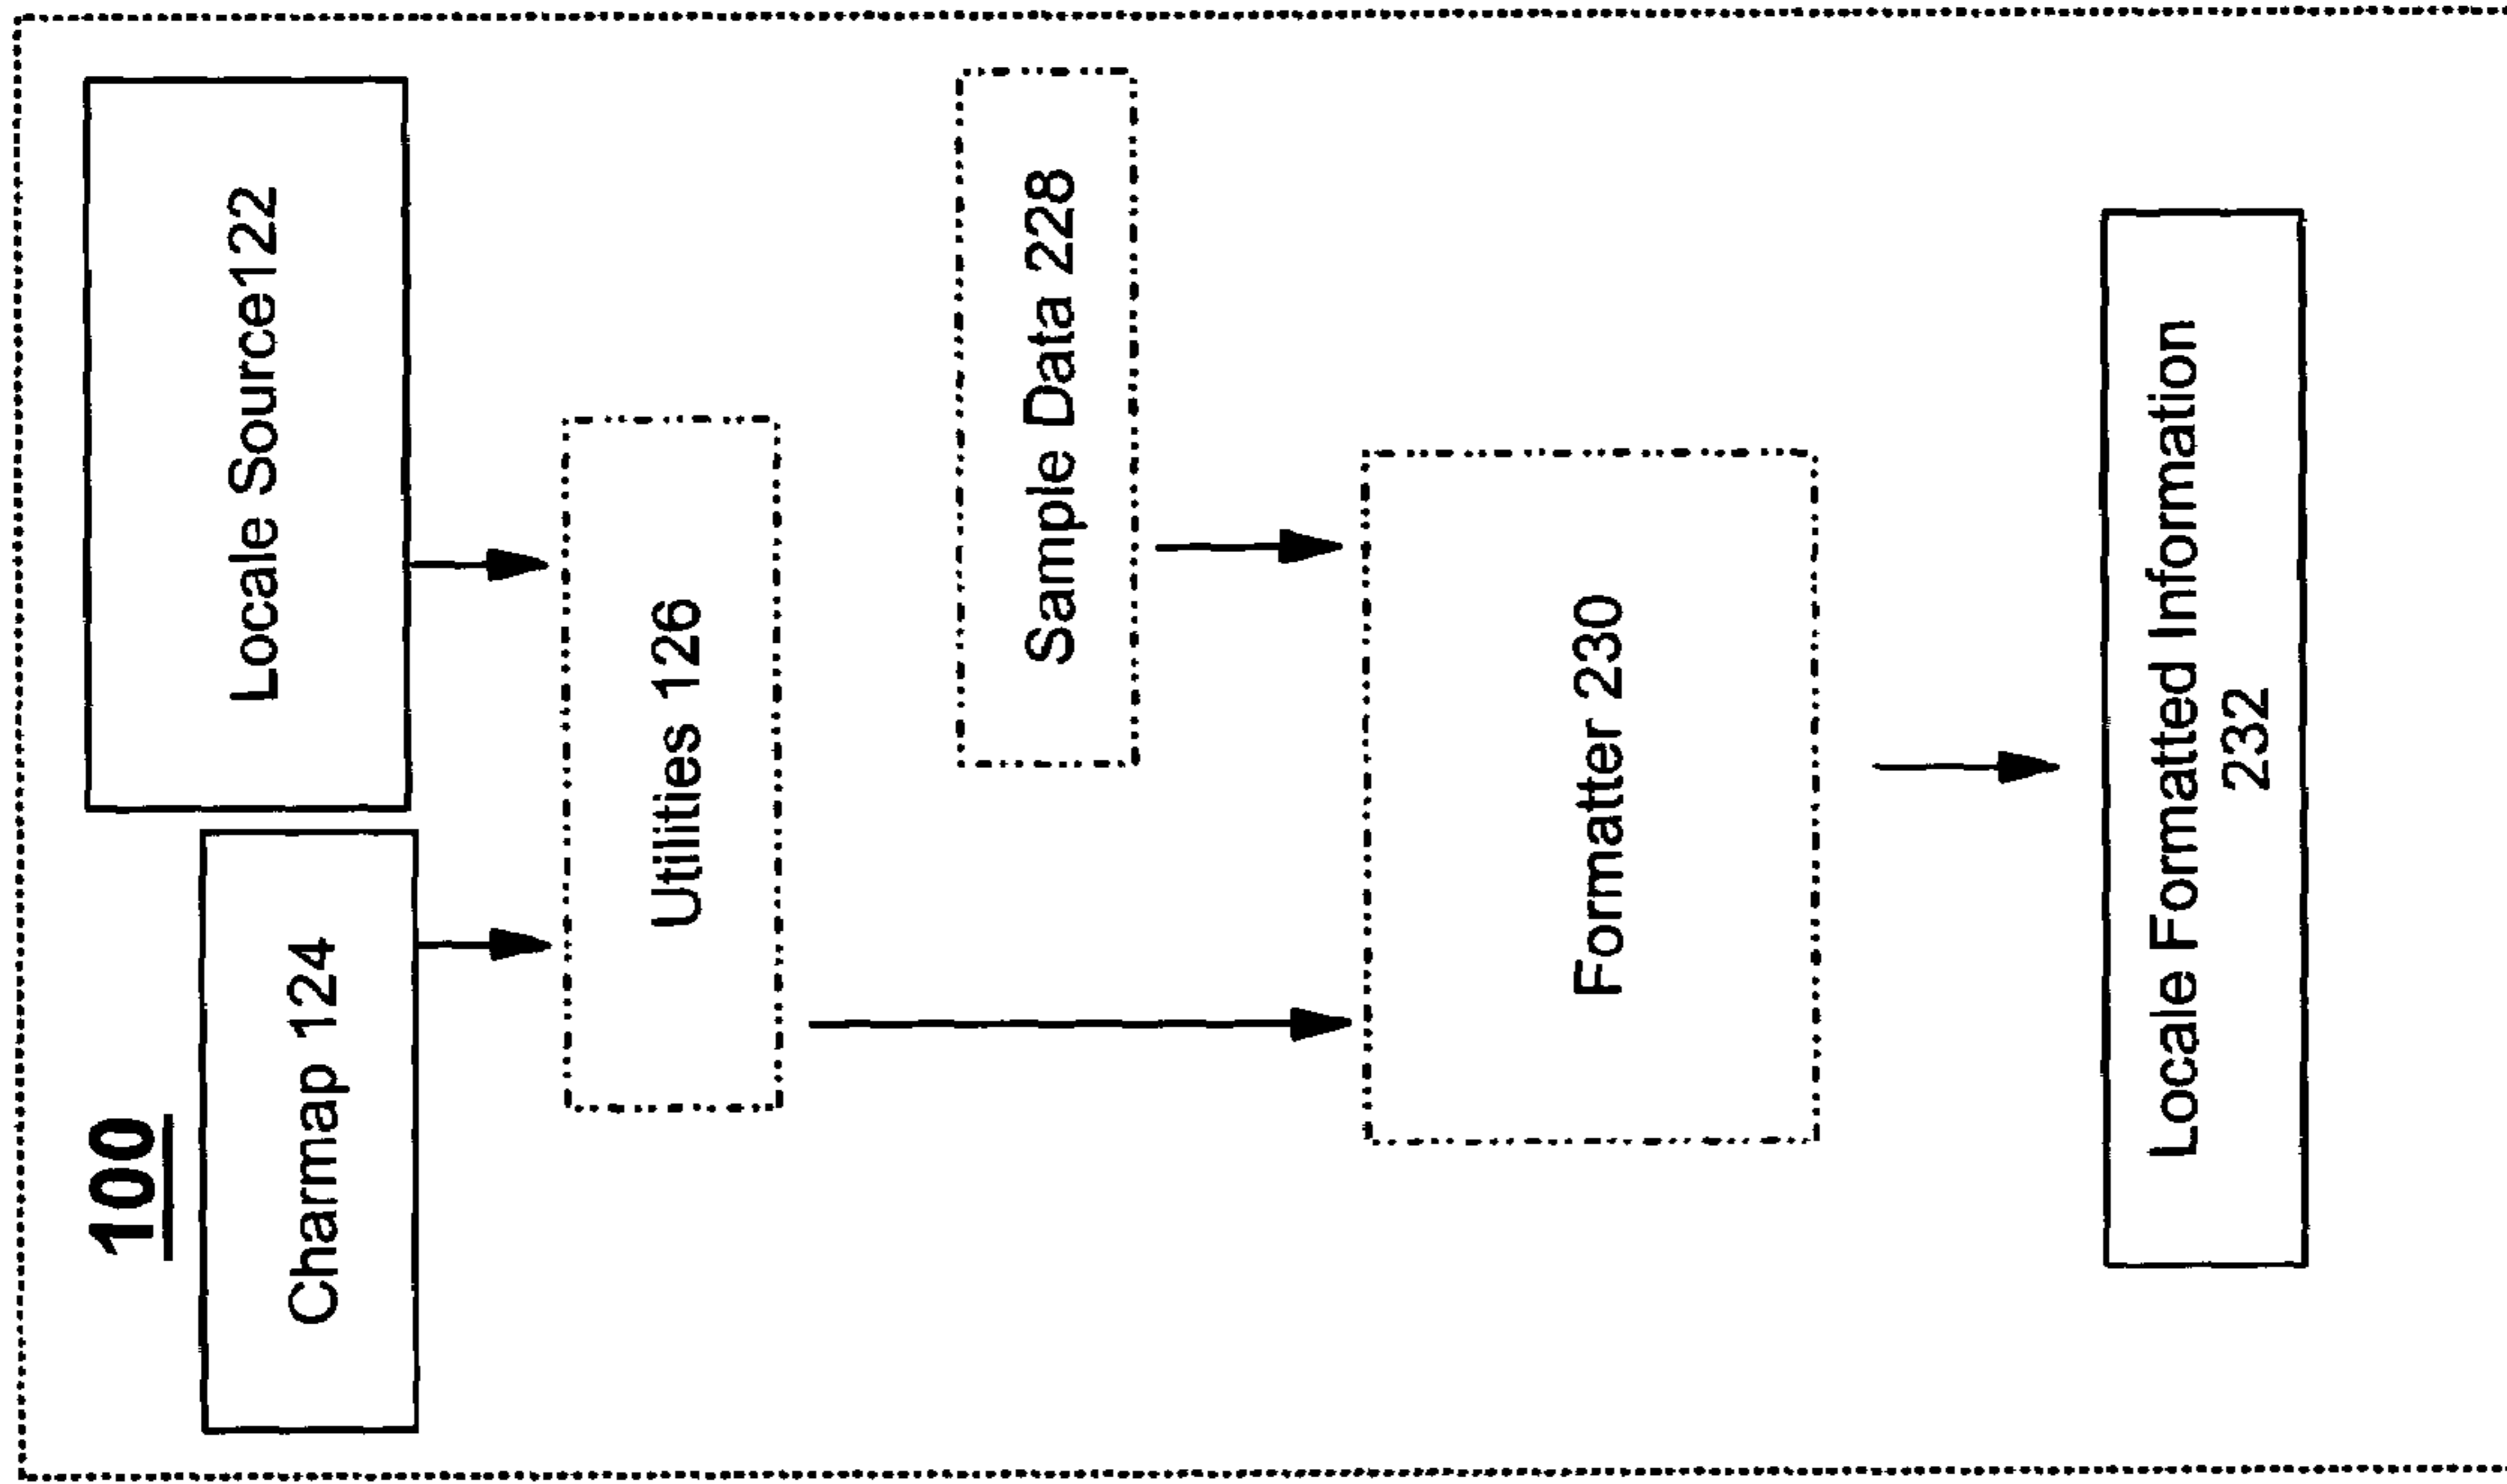 100
Charmap 124
Locale Source122
Utilities 126
Sample Data 228
Formatter 230
Locale Formatted Information
232